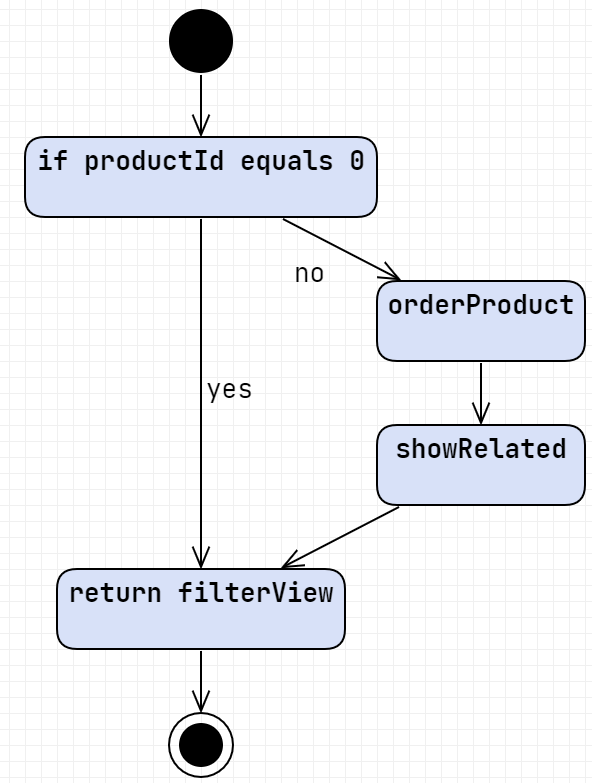 if productId equals 0
no
orderProduct
yes
showRelated
return filterView